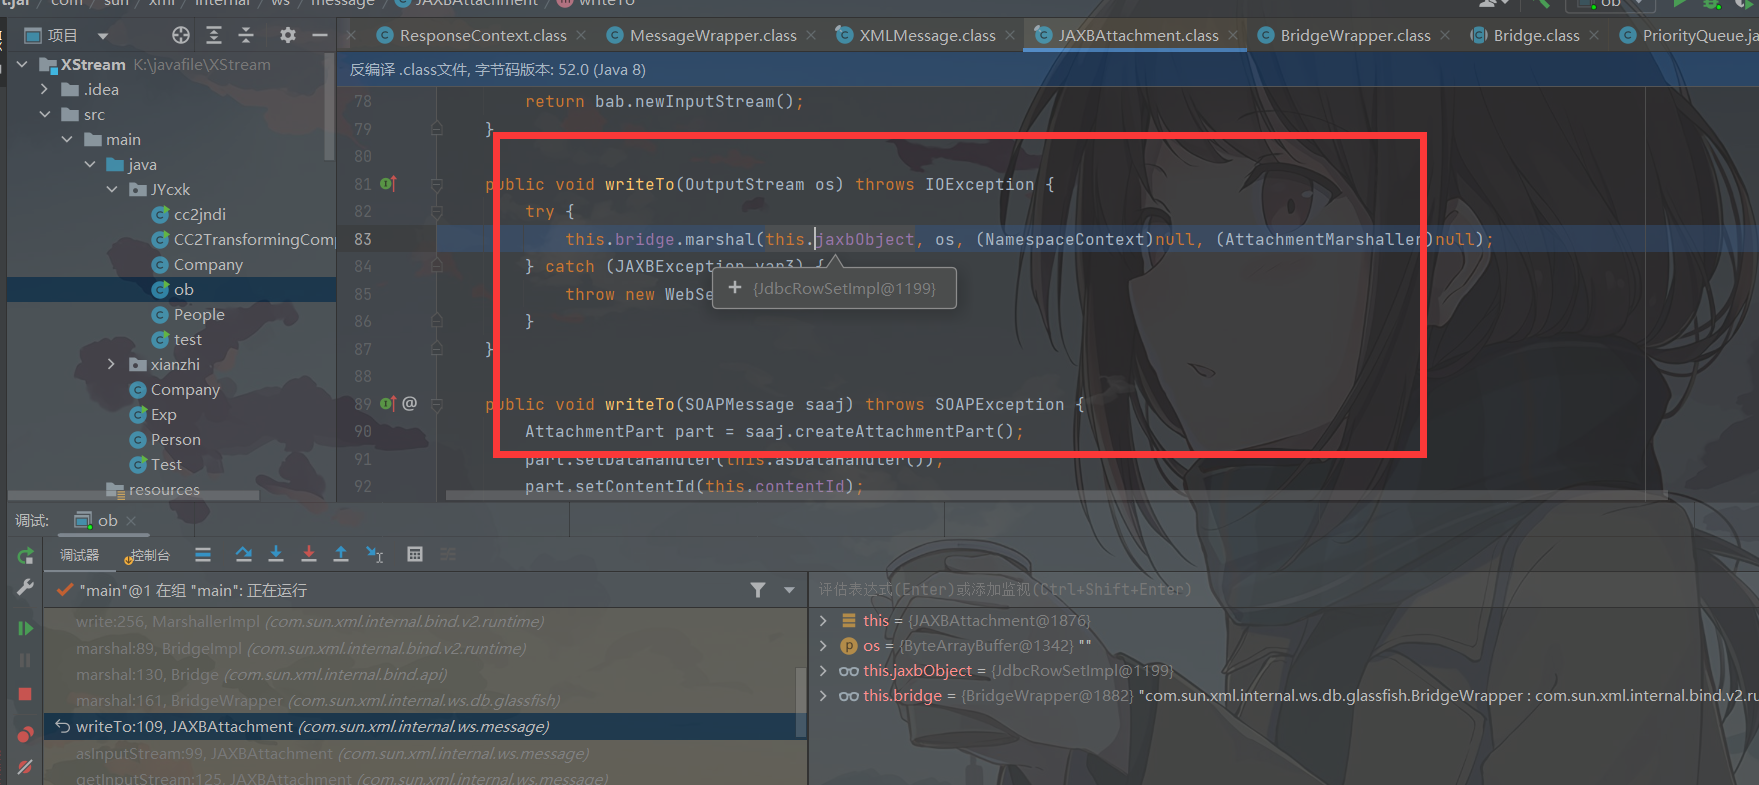 t.jar / com / sun / xml / internal / ws / message / JAXBAttachment / writeTo
ob
项目
ResponseContext.class
MessageWrapper.class
XMLMessage.class
JAXBAttachment.class
BridgeWrapper.class
Bridge.class
PriorityQueue.ja
XStream K:\javafile\XStream
.idea
src
main
java
JYcxk
cc2jndi
CC2TransformingComp
Company
ob
People
test
xianzhi
Company
Exp
Person
Test
resources
反编译 .class文件, 字节码版本: 52.0 (Java 8)
78 return bab.newInputStream();
79 }
80
81 public void writeTo(OutputStream os) throws IOException {
82 try {
83 this.bridge.marshal(this.jaxbObject, os, (NamespaceContext)null, (AttachmentMarshaller)null);
84 } catch (JAXBException var3) {
85 throw new WebSe
86 }
87 }
88
89 @ public void writeTo(SOAPMessage saaj) throws SOAPException {
90 AttachmentPart part = saaj.createAttachmentPart();
91 part.setDataHandler(this.asDataHandler());
92 part.setContentId(this.contentId);
+ {JdbcRowSetImpl@1199}
调试: ob
调试器 控制台
"main"@1 在组 "main": 正在运行
write:256, MarshallerImpl (com.sun.xml.internal.bind.v2.runtime)
marshal:89, BridgeImpl (com.sun.xml.internal.bind.v2.runtime)
marshal:130, Bridge (com.sun.xml.internal.bind.api)
marshal:161, BridgeWrapper (com.sun.xml.internal.ws.db.glassfish)
writeTo:109, JAXBAttachment (com.sun.xml.internal.ws.message)
asInputStream:99, JAXBAttachment (com.sun.xml.internal.ws.message)
getInputStream:125, JAXBAttachment (com.sun.xml.internal.ws.message)
评估表达式(Enter)或添加监视(Ctrl+Shift+Enter)
this = {JAXBAttachment@1876}
p os = {ByteArrayBuffer@1342} ""
this.jaxbObject = {JdbcRowSetImpl@1199}
this.bridge = {BridgeWrapper@1882} "com.sun.xml.internal.ws.db.glassfish.BridgeWrapper : com.sun.xml.internal.bind.v2.ru